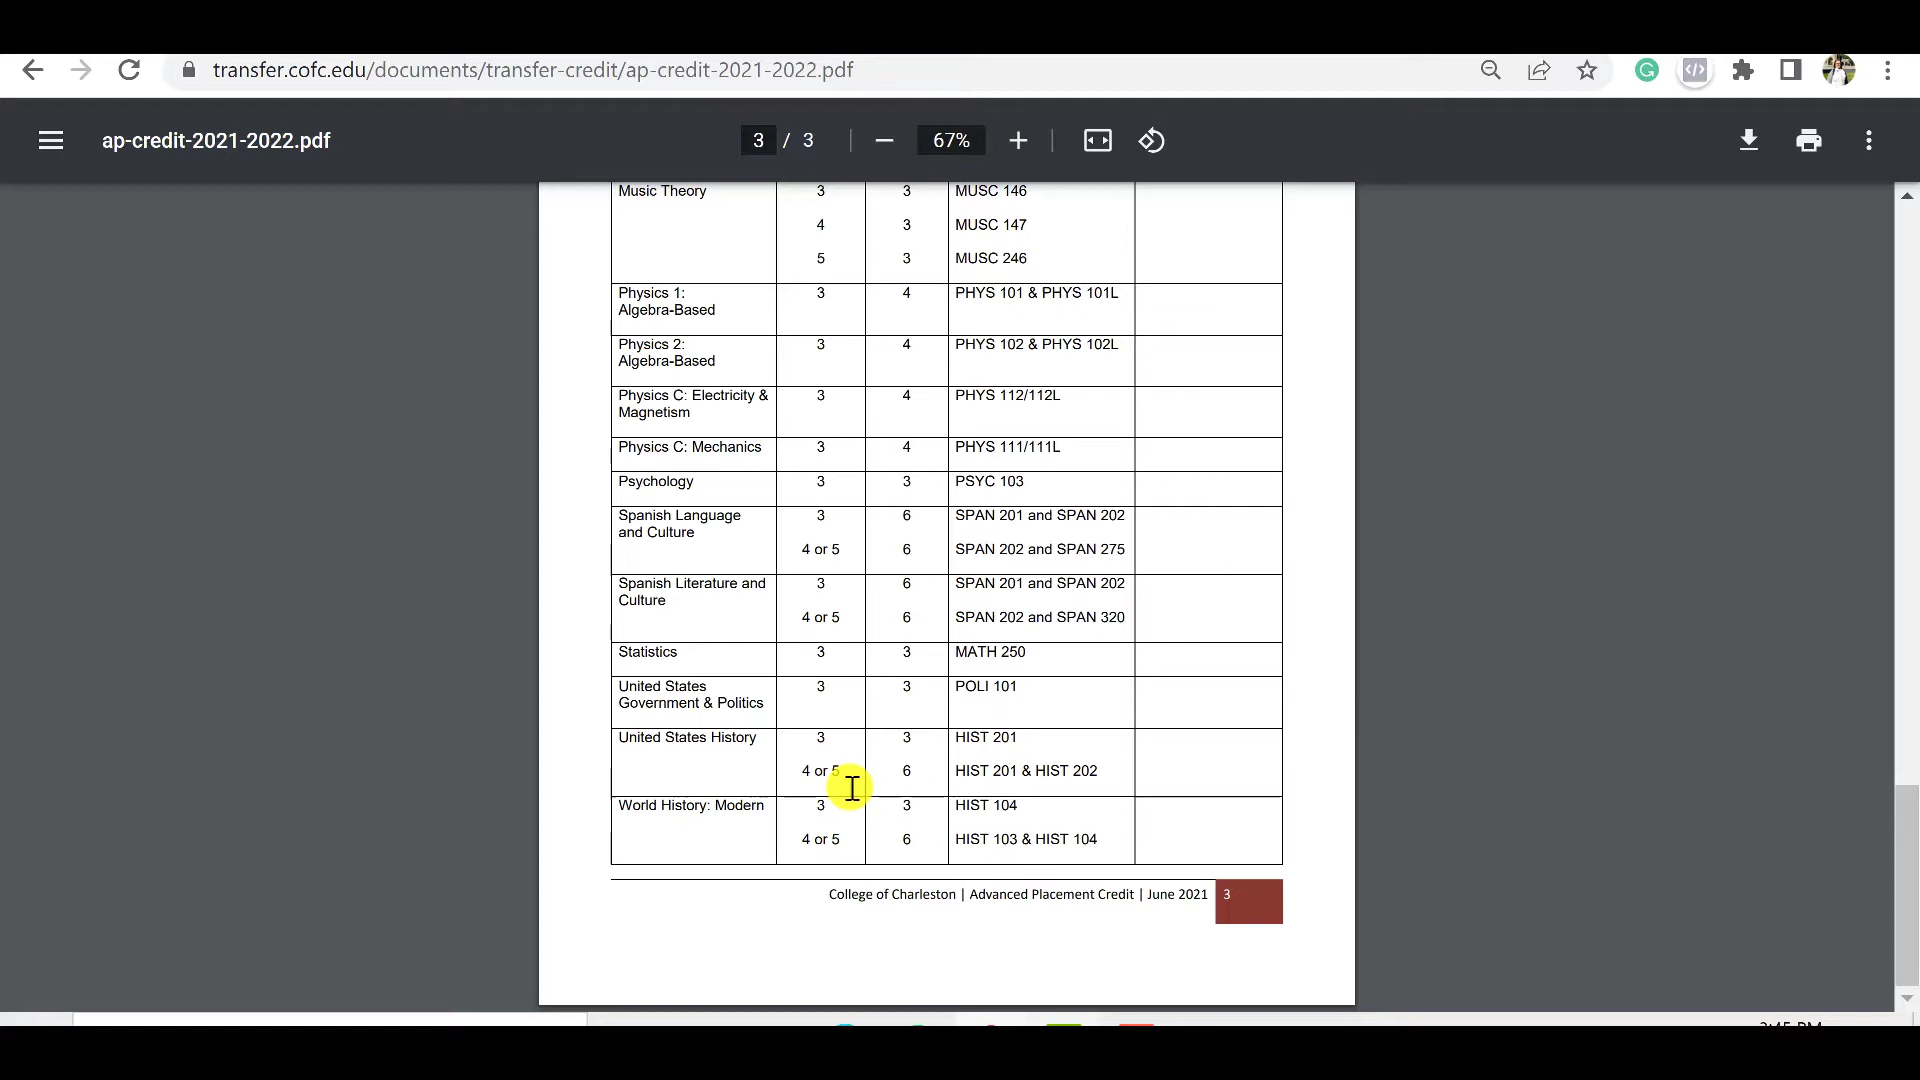 transfer.cofc.edu/documents/transfer-credit/ap-credit-2021-2022.pdf
ap-credit-2021-2022.pdf
3 / 3
67%
Music Theory 3 3 MUSC 146
4 3 MUSC 147
5 3 MUSC 246
Physics 1: 3 4 PHYS 101 & PHYS 101L
Algebra-Based
Physics 2: 3 4 PHYS 102 & PHYS 102L
Algebra-Based
Physics C: Electricity & 3 4 PHYS 112/112L
Magnetism
Physics C: Mechanics 3 4 PHYS 111/111L
Psychology 3 3 PSYC 103
Spanish Language 3 6 SPAN 201 and SPAN 202
and Culture
4 or 5 6 SPAN 202 and SPAN 275
Spanish Literature and 3 6 SPAN 201 and SPAN 202
Culture
4 or 5 6 SPAN 202 and SPAN 320
Statistics 3 3 MATH 250
United States 3 3 POLI 101
Government & Politics
United States History 3 3 HIST 201
4 or 5 6 HIST 201 & HIST 202
World History: Modern 3 3 HIST 104
4 or 5 6 HIST 103 & HIST 104
College of Charleston | Advanced Placement Credit | June 2021 3